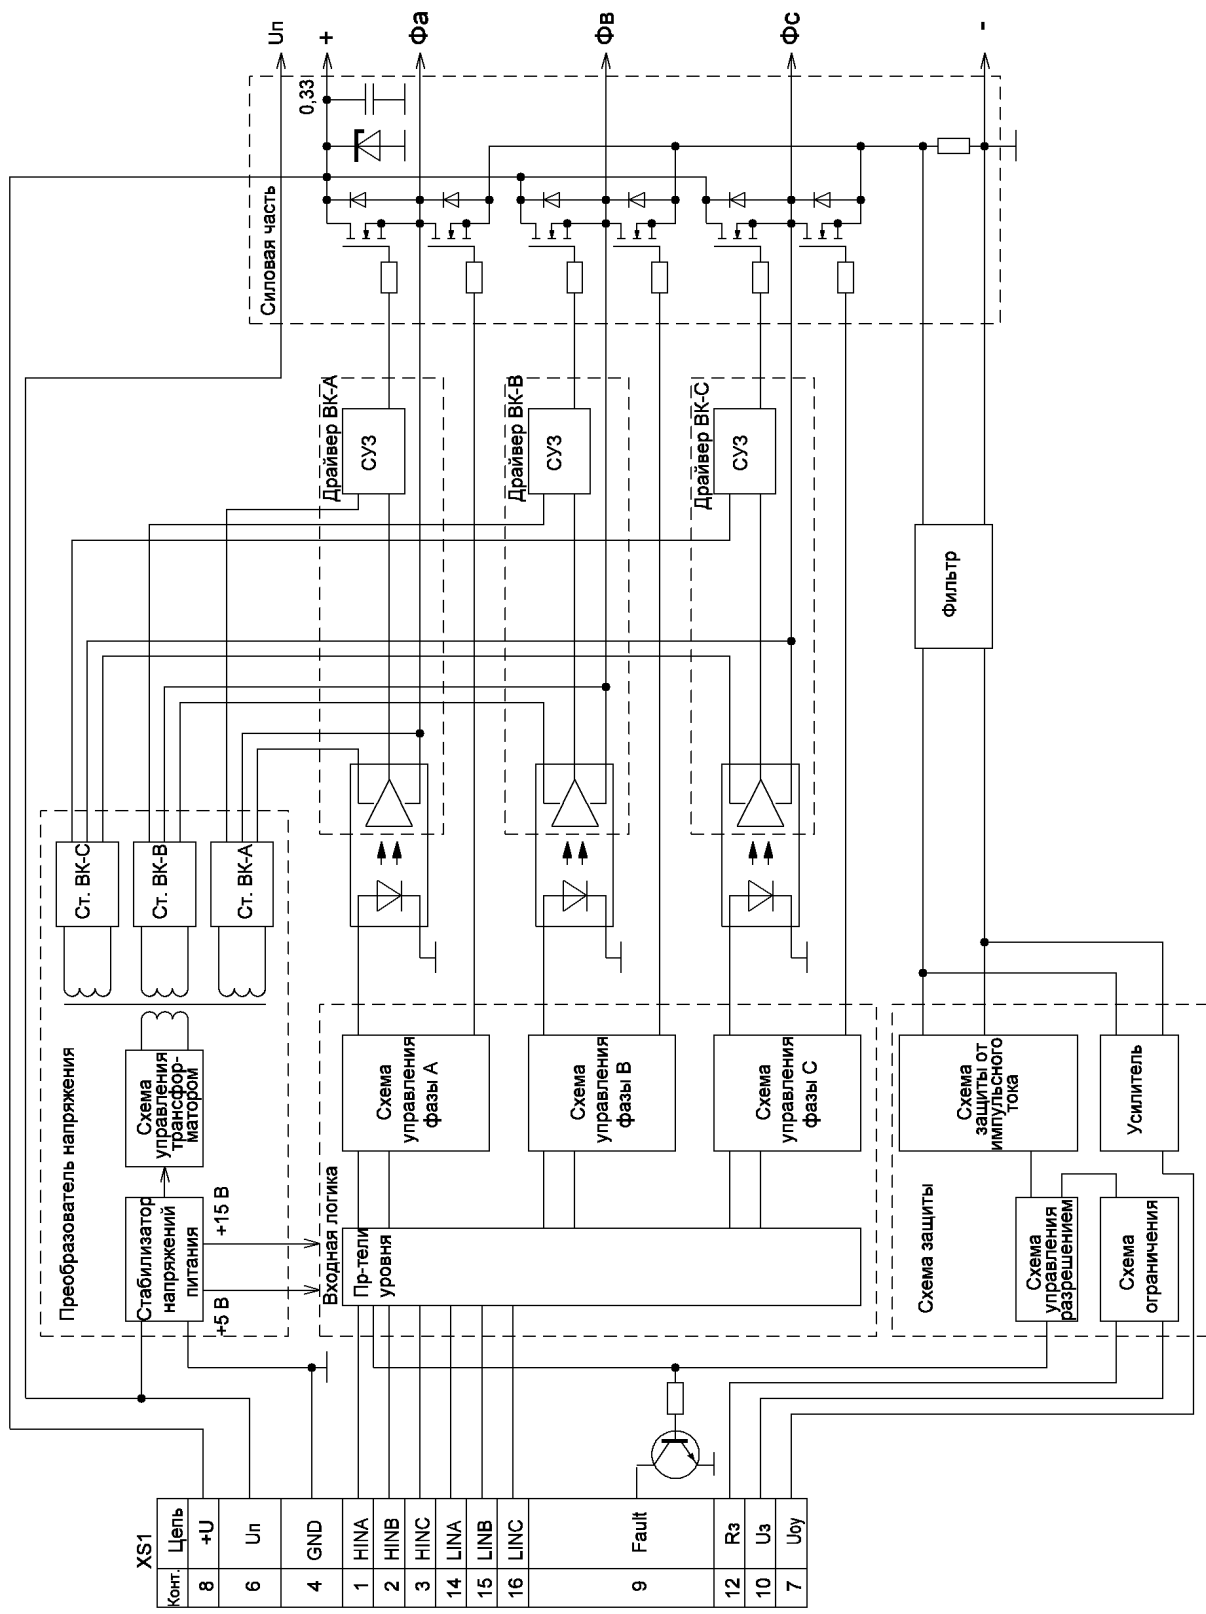 XS1
Конт. Цепь
8 +U
6 Uп
4 GND
1 HINA
2 HINB
3 HINC
14 LINA
15 LINB
16 LINC
9 Fault
12 Rз
10 Uз
7 Uоу
Преобразователь напряжения
Стабилизатор
напряжений
питания
+5 В
+15 В
Схема
управления
трансфор-
матором
Ст. ВК-С
Ст. ВК-В
Ст. ВК-А
Входная логика
Пр-тели
уровня
Схема
управления
фазы А
Схема
управления
фазы В
Схема
управления
фазы С
Схема защиты
Схема
управления
разрешением
Схема
ограничения
Схема
защиты от
импульсного
тока
Усилитель
Фильтр
Драйвер ВК-А
СУЗ
Драйвер ВК-В
СУЗ
Драйвер ВК-С
СУЗ
Силовая часть
0,33
Uп
+
Фа
Фв
Фс
-